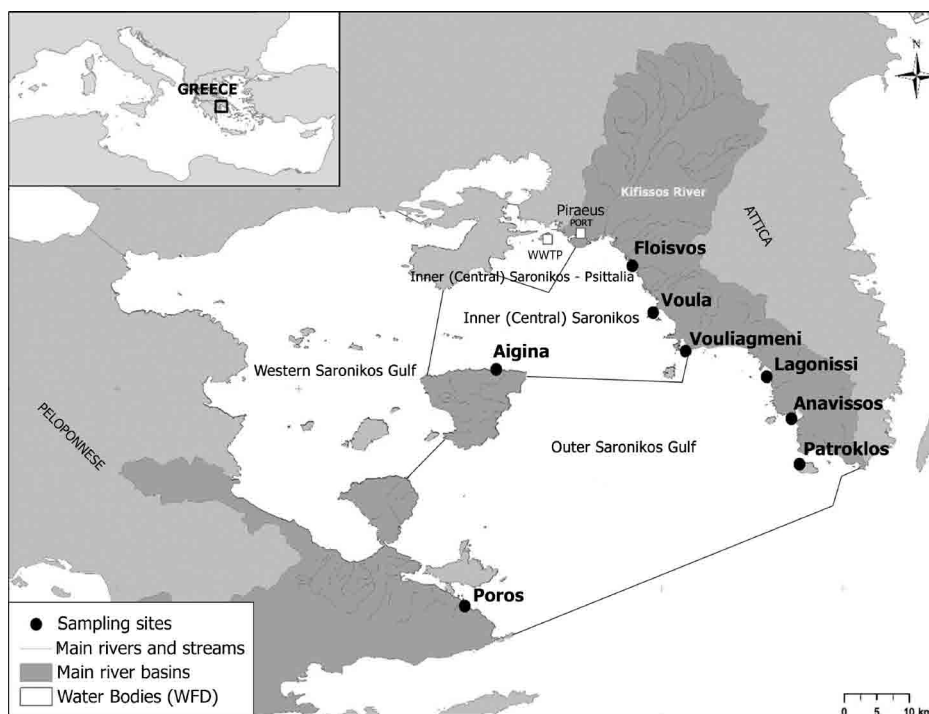 GREECE
N
Kifissos River
ATTICA
Piraeus
PORT
WWTP
Floisvos
Inner (Central) Saronikos - Psittalia
Voula
Inner (Central) Saronikos
Vouliagmeni
Aigina
Western Saronikos Gulf
Lagonissi
Anavissos
PELOPONNESE
Outer Saronikos Gulf
Patroklos
Poros
Sampling sites
Main rivers and streams
Main river basins
Water Bodies (WFD)
0 5 10 km